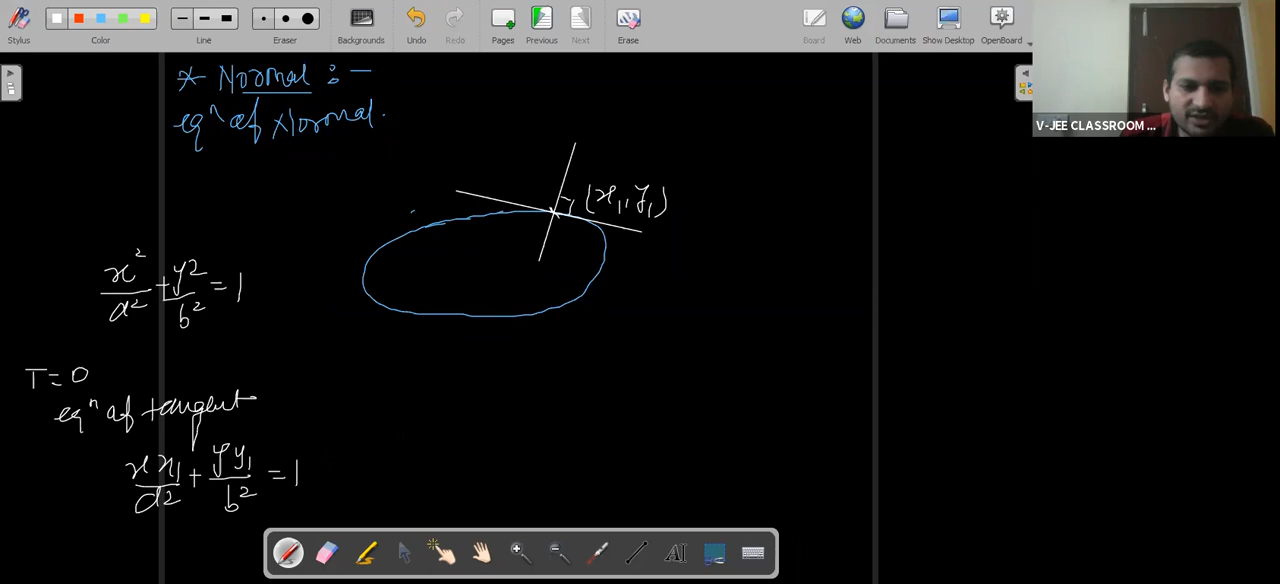 Stylus
Color
Line
Eraser
Backgrounds
Undo
Redo
Pages
Previous
Next
Erase
Board
Web
Documents
Show Desktop
OpenBoard
V-JEE CLASSROOM ...
* Normal :-
eqⁿ of Normal.
(x₁, y₁)
x²/a² + y2/b² = 1
T = 0
eqⁿ of tangent
xx₁/a2 + yy₁/b² = 1